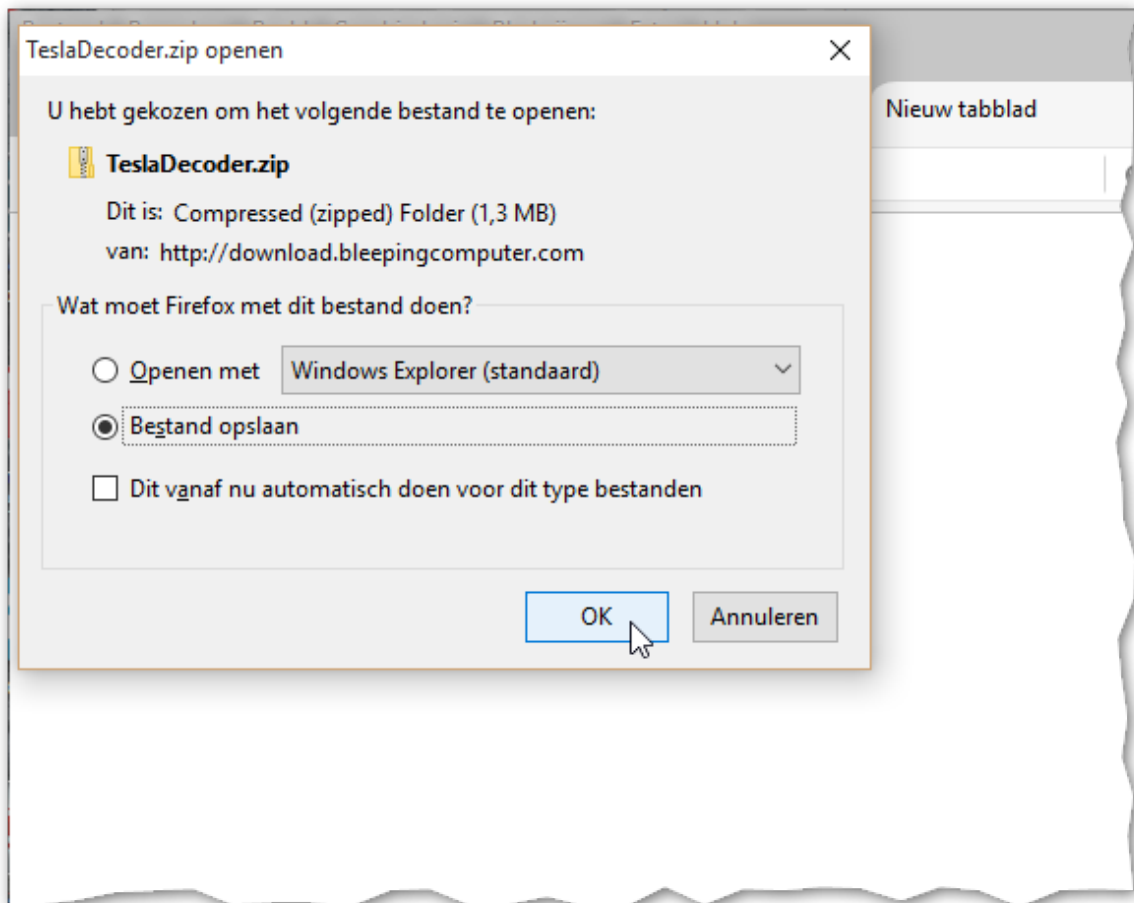 TeslaDecoder.zip openen
Nieuw tabblad
U hebt gekozen om het volgende bestand te openen:
TeslaDecoder.zip
Dit is: Compressed (zipped) Folder (1,3 MB)
van: http://download.bleepingcomputer.com
Wat moet Firefox met dit bestand doen?
Openen met Windows Explorer (standaard)
Bestand opslaan
Dit vanaf nu automatisch doen voor dit type bestanden
OK Annuleren